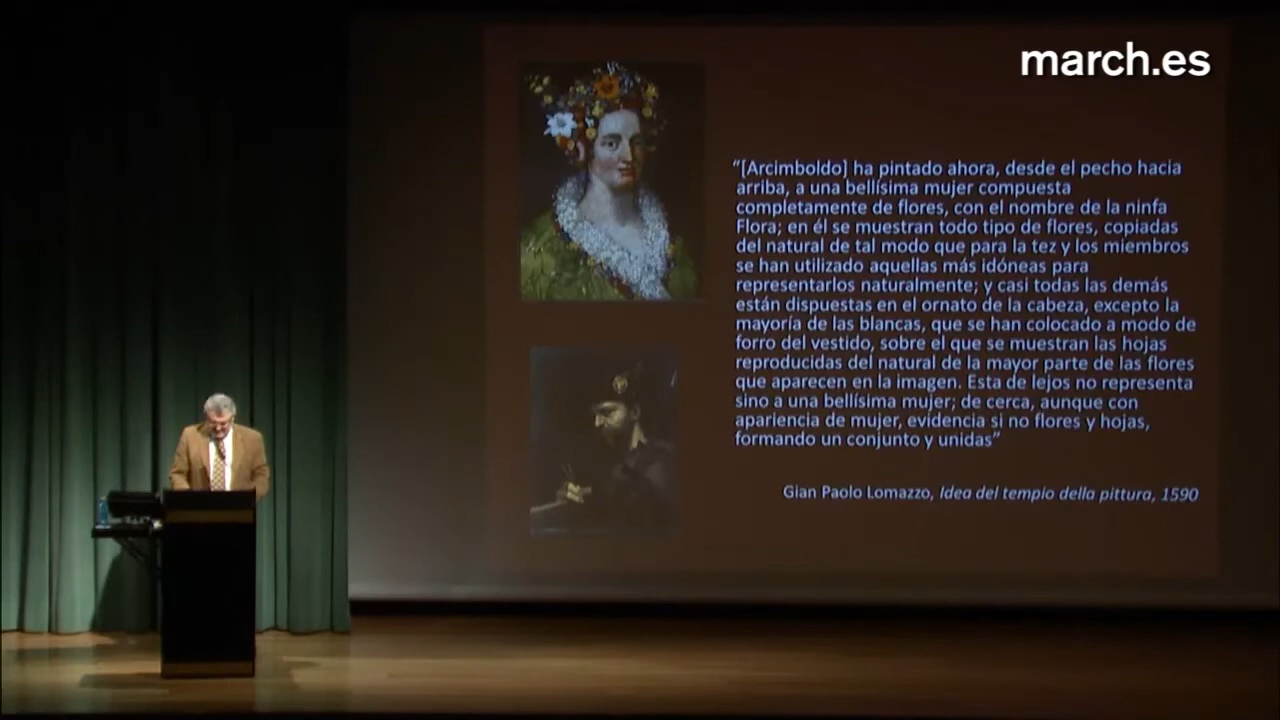 march.es
“[Arcimboldo] ha pintado ahora, desde el pecho hacia
arriba, a una bellísima mujer compuesta
completamente de flores, con el nombre de la ninfa
Flora; en él se muestran todo tipo de flores, copiadas
del natural de tal modo que para la tez y los miembros
se han utilizado aquellas más idóneas para
representarlos naturalmente; y casi todas las demás
están dispuestas en el ornato de la cabeza, excepto la
mayoría de las blancas, que se han colocado a modo de
forro del vestido, sobre el que se muestran las hojas
reproducidas del natural de la mayor parte de las flores
que aparecen en la imagen. Esta de lejos no representa
sino a una bellísima mujer; de cerca, aunque con
apariencia de mujer, evidencia si no flores y hojas,
formando un conjunto y unidas”
Gian Paolo Lomazzo, Idea del tempio della pittura, 1590